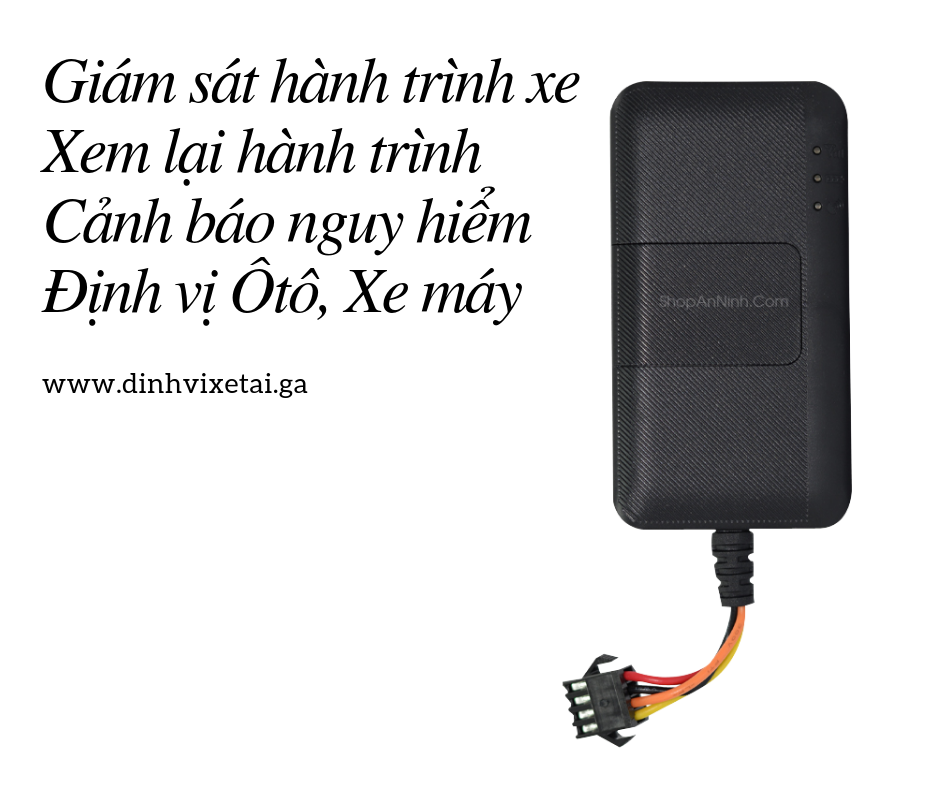 Giám sát hành trình xe
Xem lại hành trình
Cảnh báo nguy hiểm
Định vị Ôtô, Xe máy
www.dinhvixetai.ga
ShopAnNinh.Com